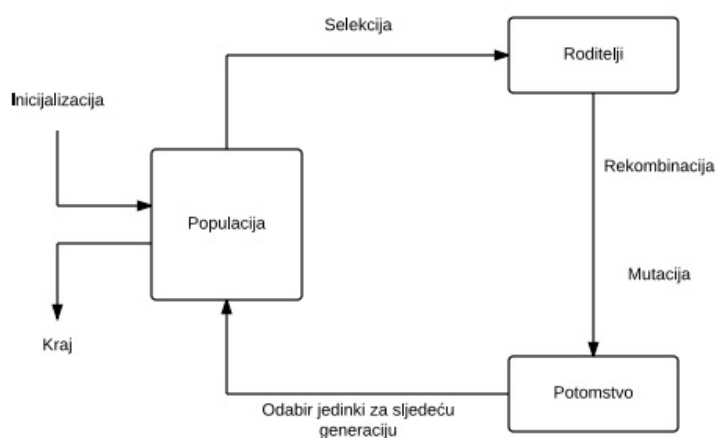 Selekcija
Roditelji
Inicijalizacija
Rekombinacija
Populacija
Mutacija
Kraj
Potomstvo
Odabir jedinki za sljedeću
generaciju